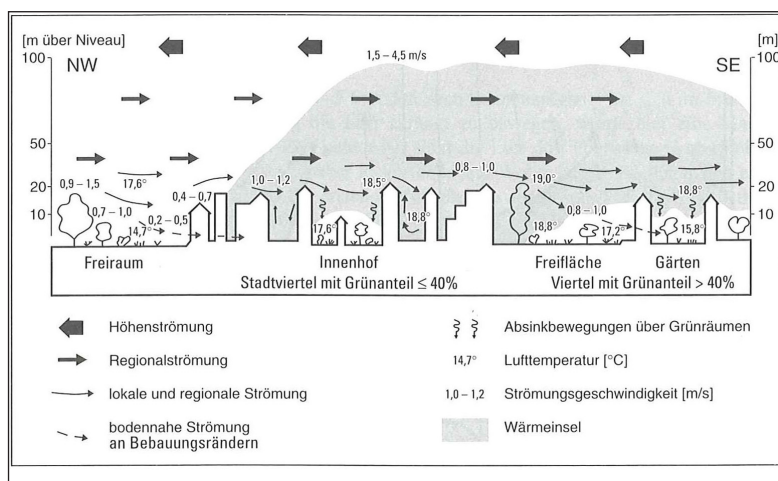 [m über Niveau]
[m]
100
NW
1,5 – 4,5 m/s
SE
100
50
50
0,9 – 1,5
17,6°
0,8 – 1,0
19,0°
20
1,0 – 1,2
18,5°
18,8°
20
0,4 – 0,7
10
0,7 – 1,0
0,8 – 1,0
10
0,2 – 0,5
14,7°
17,6°
18,8°
18,8°
17,2°
15,8°
Freiraum
Innenhof
Freifläche
Gärten
Stadtviertel mit Grünanteil ≤ 40%
Viertel mit Grünanteil > 40%
Höhenströmung
Absinkbewegungen über Grünräumen
Regionalströmung
14,7°
Lufttemperatur [°C]
lokale und regionale Strömung
1,0 – 1,2
Strömungsgeschwindigkeit [m/s]
bodennahe Strömung
an Bebauungsrändern
Wärmeinsel